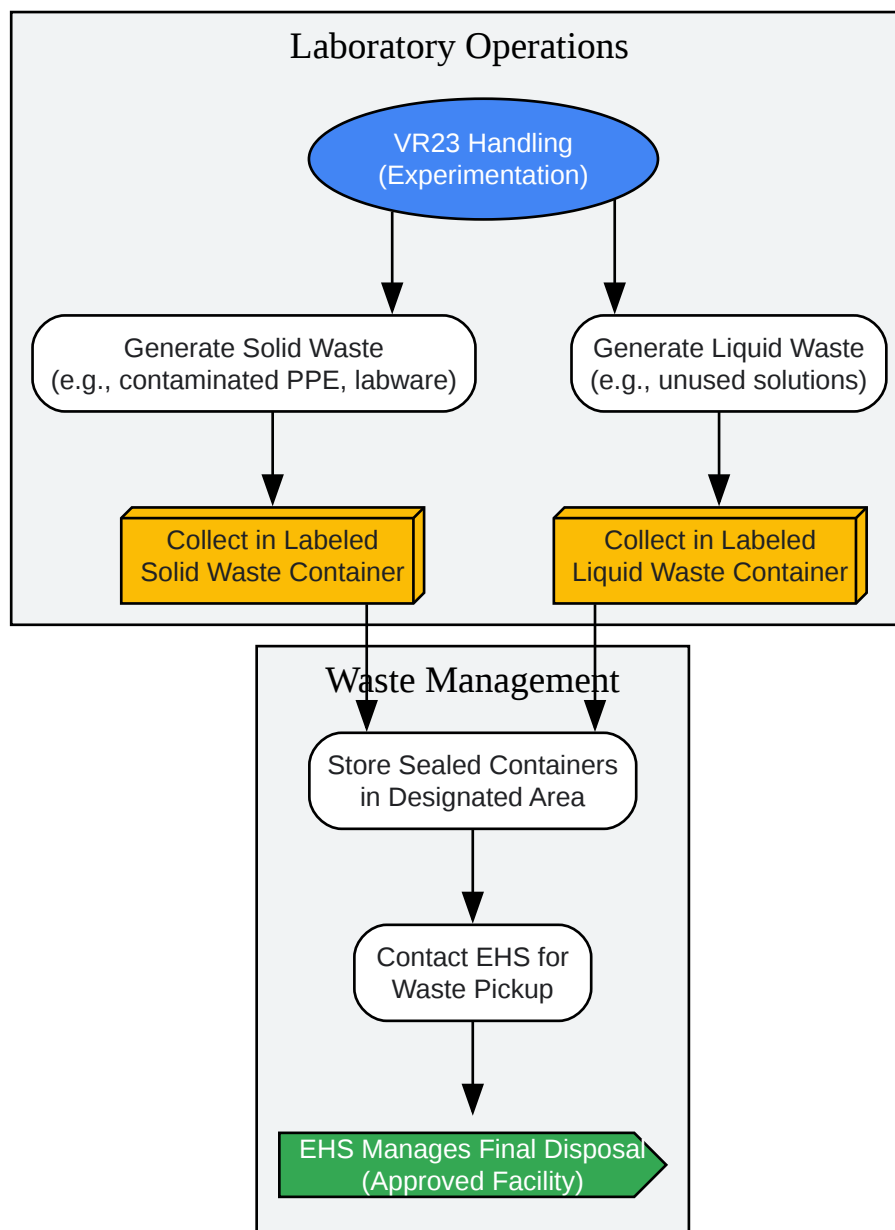 Laboratory Operations
VR23 Handling
(Experimentation)
Generate Solid Waste
(e.g., contaminated PPE, labware)
Generate Liquid Waste
(e.g., unused solutions)
Collect in Labeled
Solid Waste Container
Collect in Labeled
Liquid Waste Container
Waste Management
Store Sealed Containers
in Designated Area
Contact EHS for
Waste Pickup
EHS Manages Final Disposal
(Approved Facility)